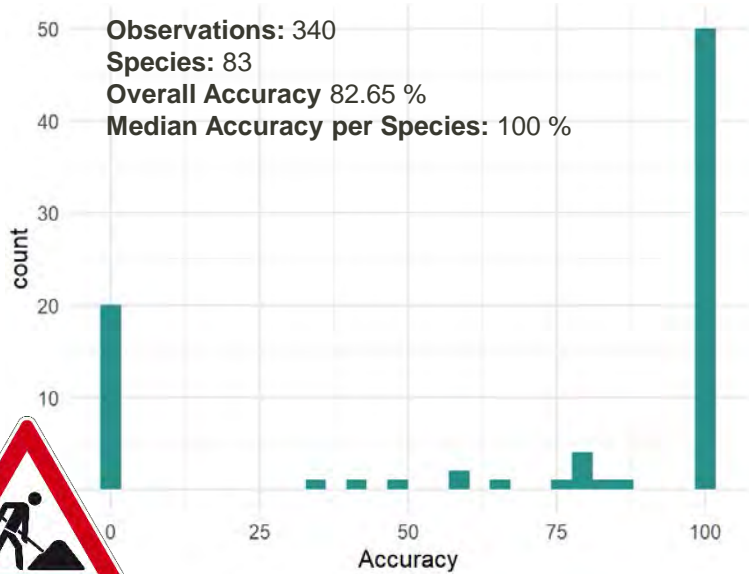 Observations: 340
Species: 83
Overall Accuracy 82.65 %
Median Accuracy per Species: 100 %
50
40
30
20
10
count
0 25 50 75 100
Accuracy